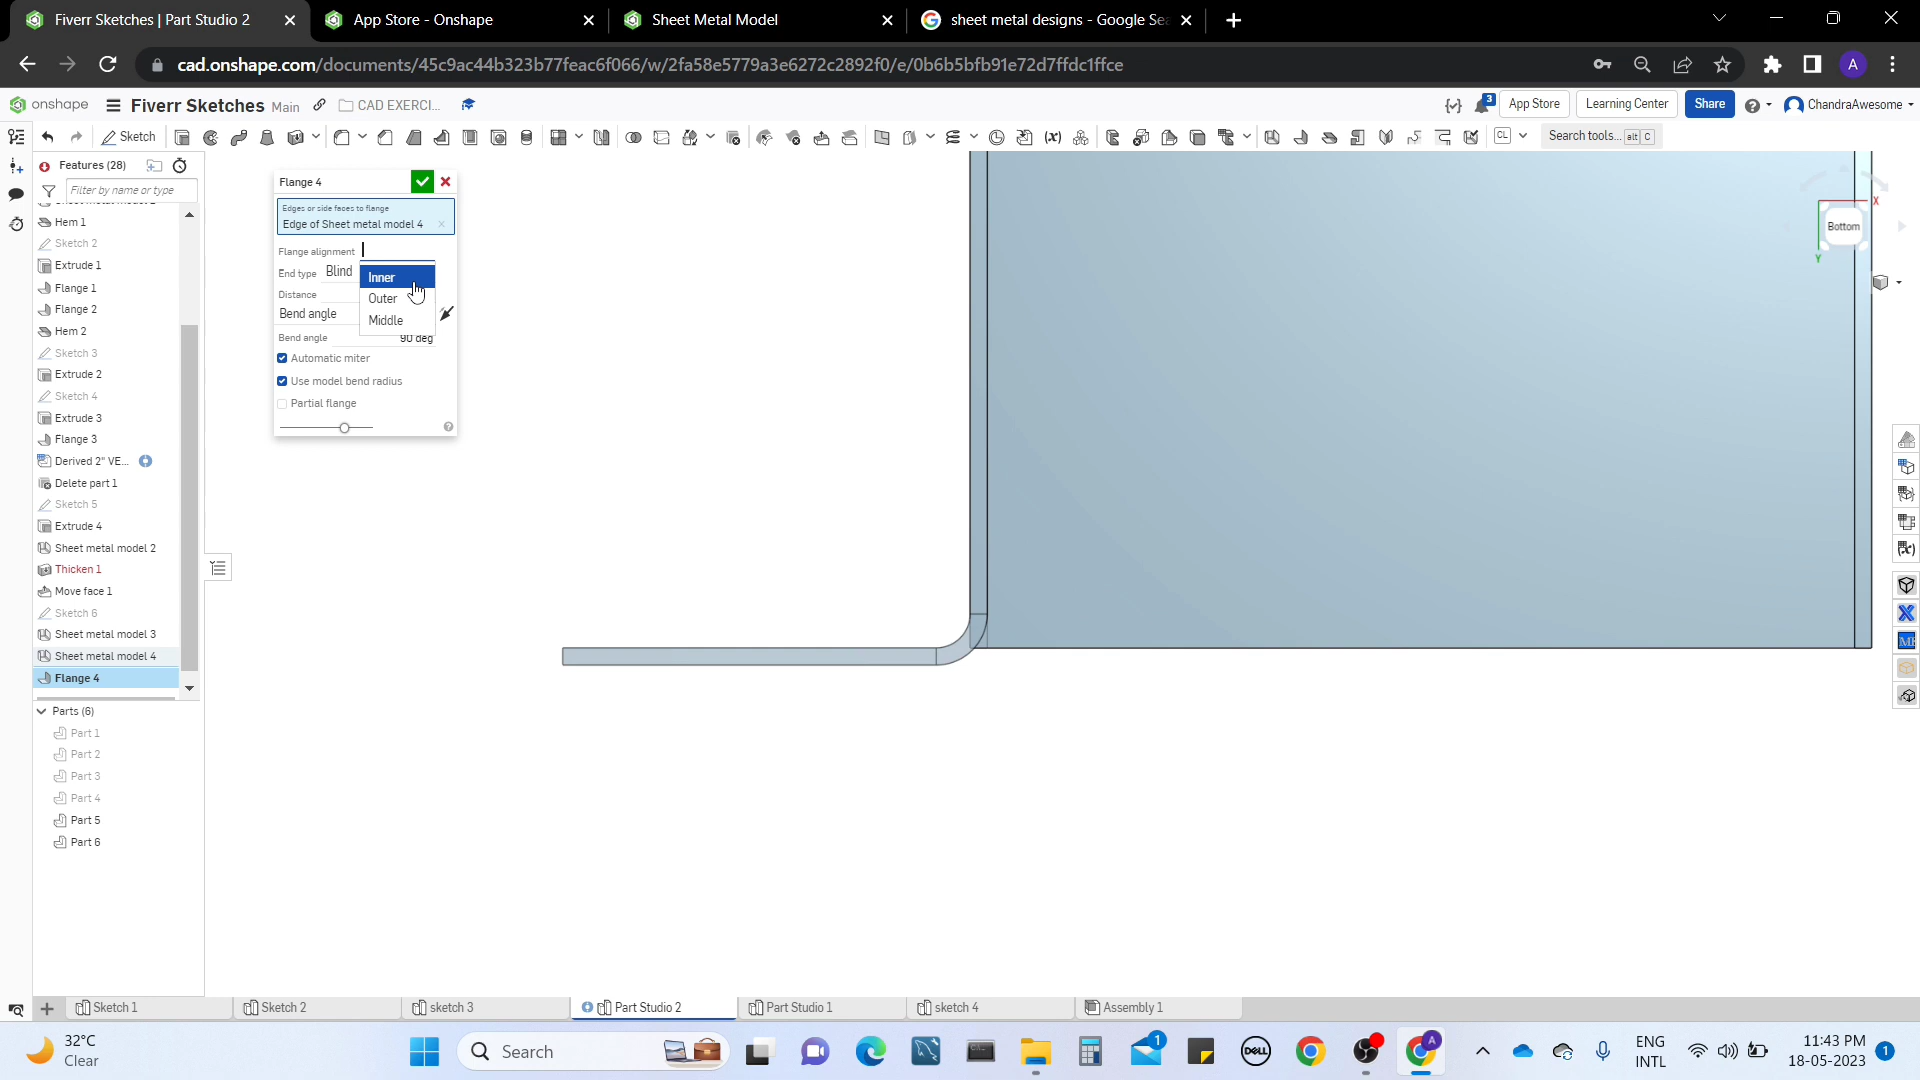 Fiverr Sketches | Part Studio 2
App Store - Onshape
Sheet Metal Model
sheet metal designs - Google Sea
cad.onshape.com/documents/45c9ac44b323b77feac6f066/w/2fa58e5779a3e6272c2892f0/e/0b6b5bfb91e72d7ffdc1ffce
A
onshape
Fiverr Sketches Main
CAD EXERCI...
3
App Store
Learning Center
Share
ChandraAwesome
Sketch
CL
Search tools... alt C
Features (28)
Filter by name or type
Hem 1
Sketch 2
Extrude 1
Flange 1
Flange 2
Hem 2
Sketch 3
Extrude 2
Sketch 4
Extrude 3
Flange 3
Derived 2" VE...
Delete part 1
Sketch 5
Extrude 4
Sheet metal model 2
Thicken 1
Move face 1
Sketch 6
Sheet metal model 3
Sheet metal model 4
Flange 4
Parts (6)
Part 1
Part 2
Part 3
Part 4
Part 5
Part 6
Flange 4
Edges or side faces to flange
Edge of Sheet metal model 4
Flange alignment
End type Blind
Inner
Outer
Middle
Distance
Bend angle
Bend angle 90 deg
Automatic miter
Use model bend radius
Partial flange
X
Bottom
Y
Sketch 1
Sketch 2
sketch 3
Part Studio 2
Part Studio 1
sketch 4
Assembly 1
32°C
Clear
Search
DELL
1
A
ENG
INTL
11:43 PM
18-05-2023
1